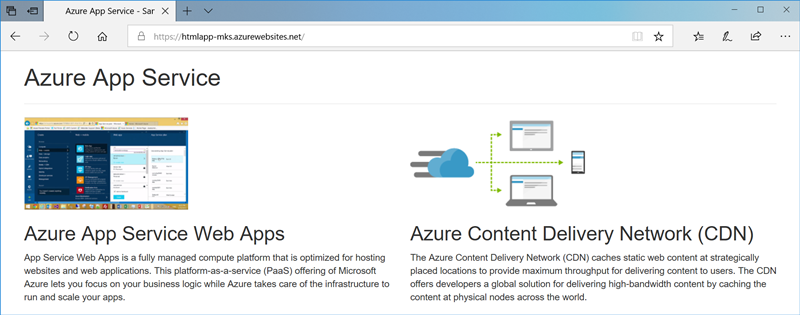 Azure App Service - Sar
https://htmlapp-mks.azurewebsites.net/
Azure App Service
Azure App Service Web Apps
App Service Web Apps is a fully managed compute platform that is optimized for hosting
websites and web applications. This platform-as-a-service (PaaS) offering of Microsoft
Azure lets you focus on your business logic while Azure takes care of the infrastructure to
run and scale your apps.
Azure Content Delivery Network (CDN)
The Azure Content Delivery Network (CDN) caches static web content at strategically
placed locations to provide maximum throughput for delivering content to users. The CDN
offers developers a global solution for delivering high-bandwidth content by caching the
content at physical nodes across the world.